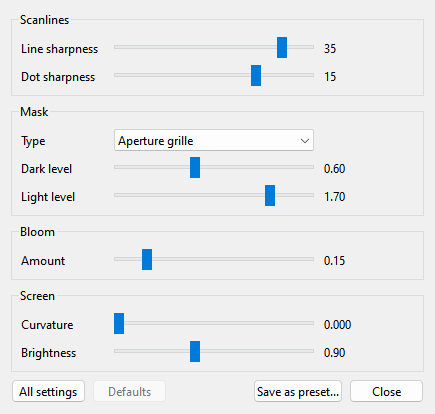 Scanlines
Line sharpness 35
Dot sharpness 15
Mask
Type Aperture grille
Dark level 0.60
Light level 1.70
Bloom
Amount 0.15
Screen
Curvature 0.000
Brightness 0.90
All settings Defaults Save as preset... Close